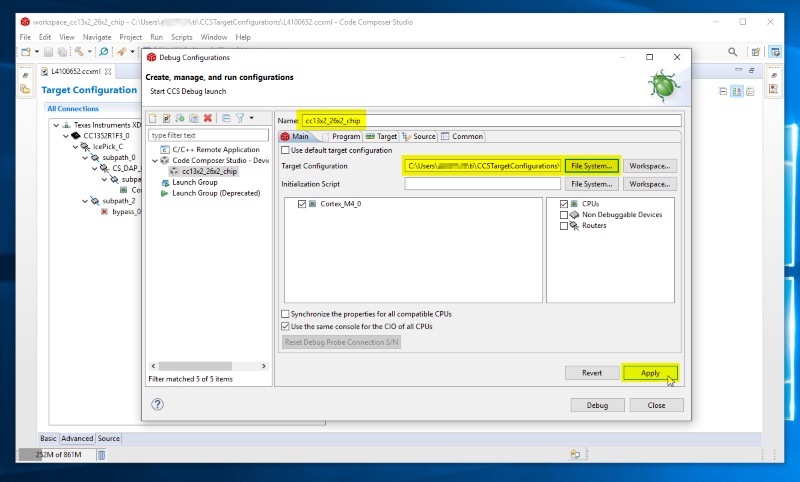 workspace_cc13x2_26x2_chip - C:\Users\ \ti\CCSTargetConfigurations\L4100652.ccxml - Code Composer Studio
File Edit View Navigate Project Run Scripts Window Help
L4100652.ccxml
Target Configuration
All Connections
Texas Instruments XD
CC1352R1F3_0
IcePick_C
subpath_0
CS_DAP_
subpa
Co
subpath_2
bypass_0
Basic Advanced Source
252M of 861M
Debug Configurations
Create, manage, and run configurations
Start CCS Debug launch
type filter text
C/C++ Remote Application
Code Composer Studio - Devic
cc13x2_26x2_chip
Launch Group
Launch Group (Deprecated)
Filter matched 5 of 5 items
Name: cc13x2_26x2_chip
Main Program Target Source Common
Use default target configuration
Target Configuration C:\Users\ \ti\CCSTargetConfigurations\ File System... Workspace...
Initialization Script File System... Workspace...
Cortex_M4_0
CPUs
Non Debuggable Devices
Routers
Synchronize the properties for all compatible CPUs
Use the same console for the CIO of all CPUs
Reset Debug Probe Connection S/N
Revert Apply
? Debug Close